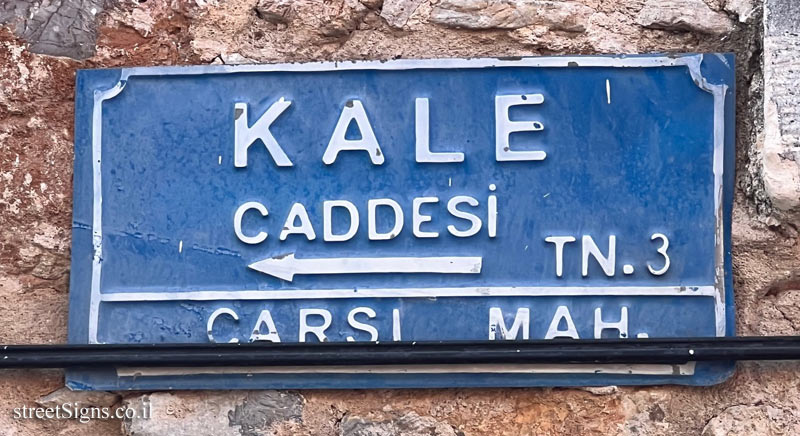 KALE
CADDESİ
TN.3
CARSI MAH.
streetSigns.co.il